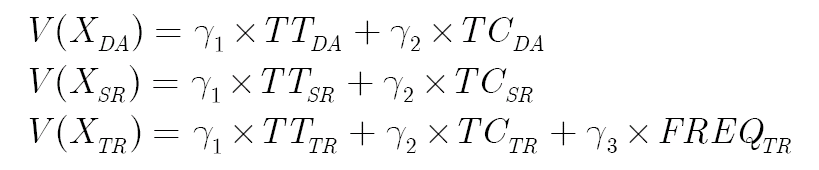 V(X_DA) = γ_1 × TT_DA + γ_2 × TC_DA
V(X_SR) = γ_1 × TT_SR + γ_2 × TC_SR
V(X_TR) = γ_1 × TT_TR + γ_2 × TC_TR + γ_3 × FREQ_TR